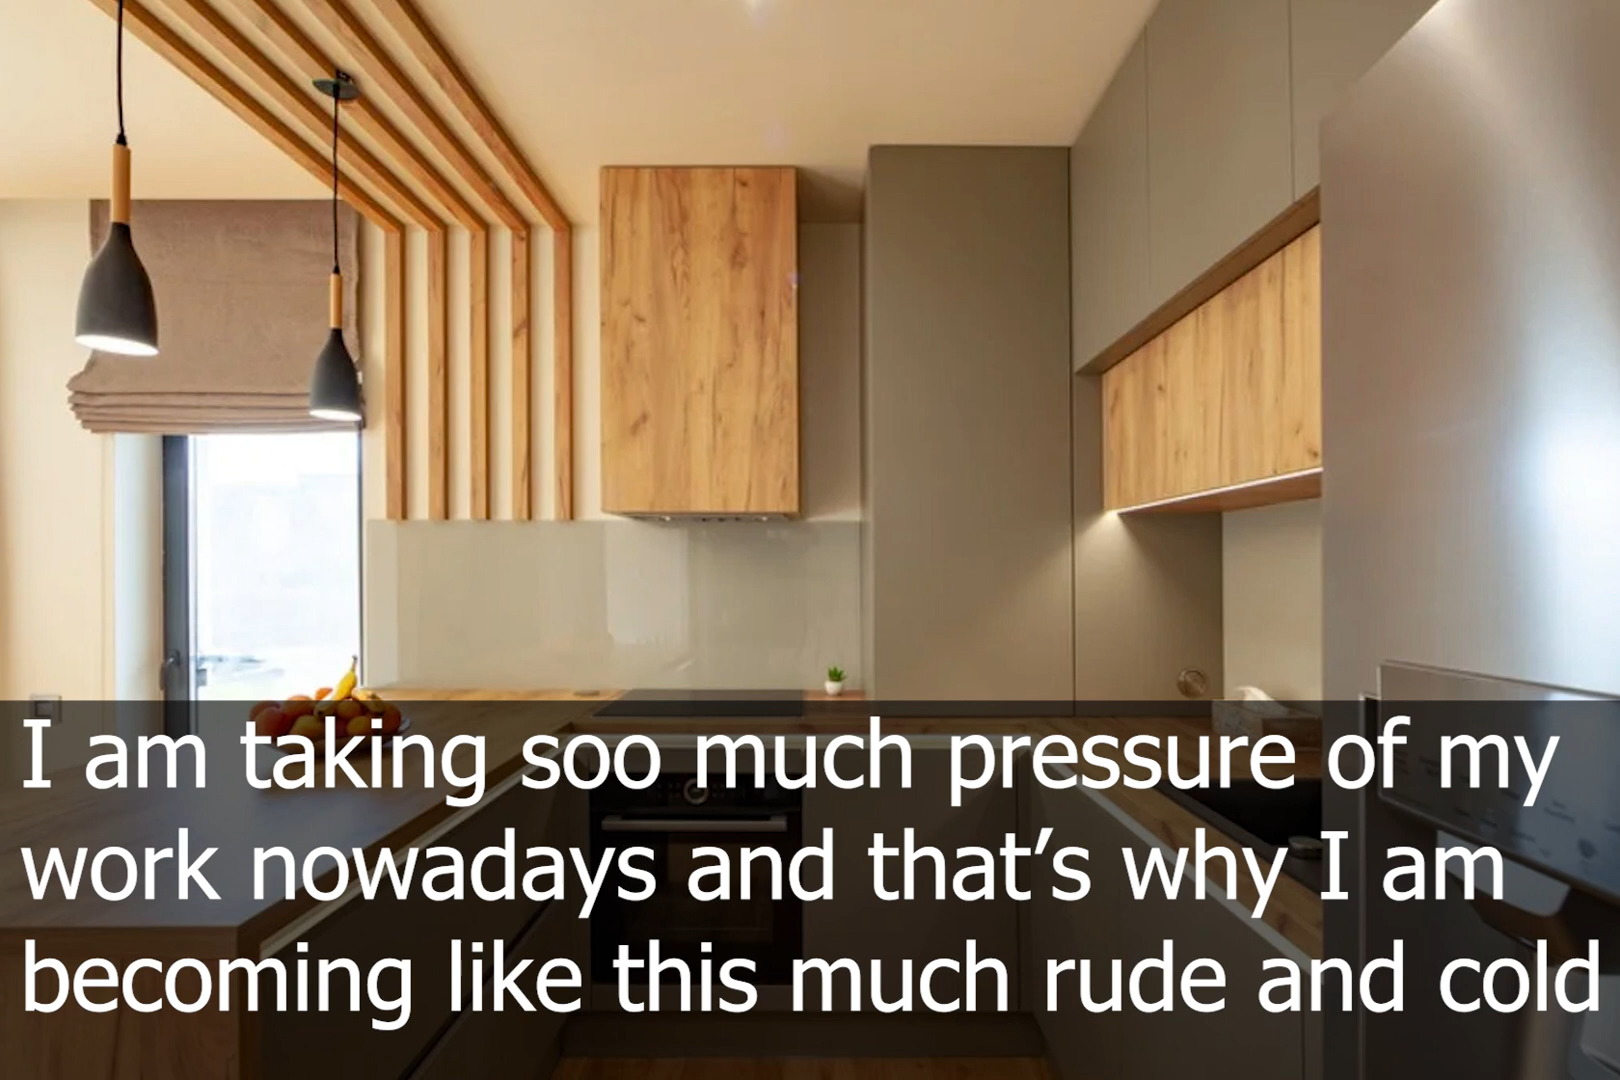 I am taking soo much pressure of my
work nowadays and that’s why I am
becoming like this much rude and cold